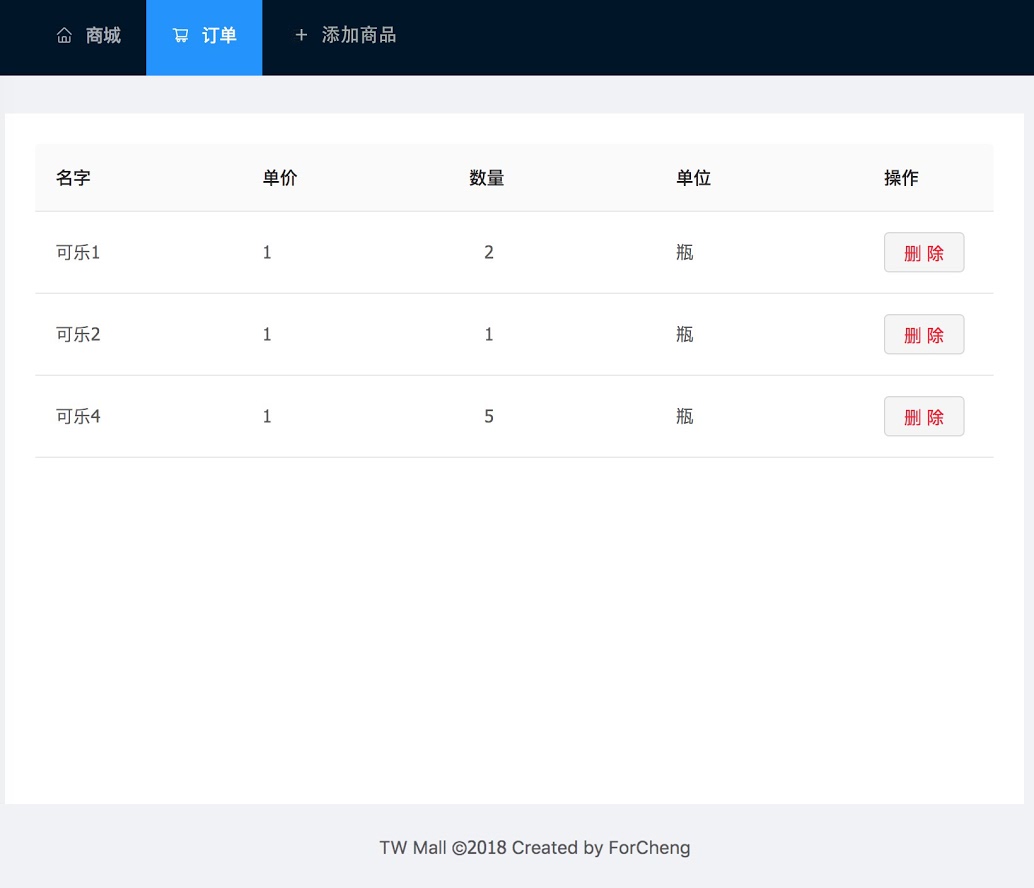 商城 订单 + 添加商品
名字 单价 数量 单位 操作
可乐1 1 2 瓶 删 除
可乐2 1 1 瓶 删 除
可乐4 1 5 瓶 删 除
TW Mall ©2018 Created by ForCheng